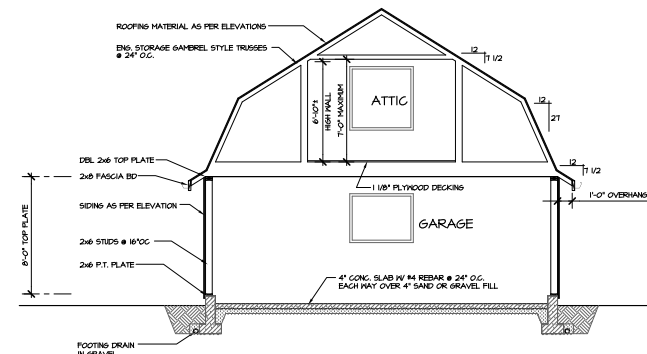 ROOFING MATERIAL AS PER ELEVATIONS
ENG. STORAGE GAMBREL STYLE TRUSSES
@ 24" O.C.
12
7 1/2
ATTIC
6'-10"±
HIGH WALL
7'-0" MAXIMUM
12
27
DBL 2x6 TOP PLATE
2x8 FASCIA BD
12
7 1/2
1 1/8" PLYWOOD DECKING
1'-0" OVERHANG
SIDING AS PER ELEVATION
GARAGE
8'-0" TOP PLATE
2x6 STUDS @ 16"OC
2x6 P.T. PLATE
4" CONC. SLAB W/ #4 REBAR @ 24" O.C.
EACH WAY OVER 4" SAND OR GRAVEL FILL
FOOTING DRAIN
IN GRAVEL